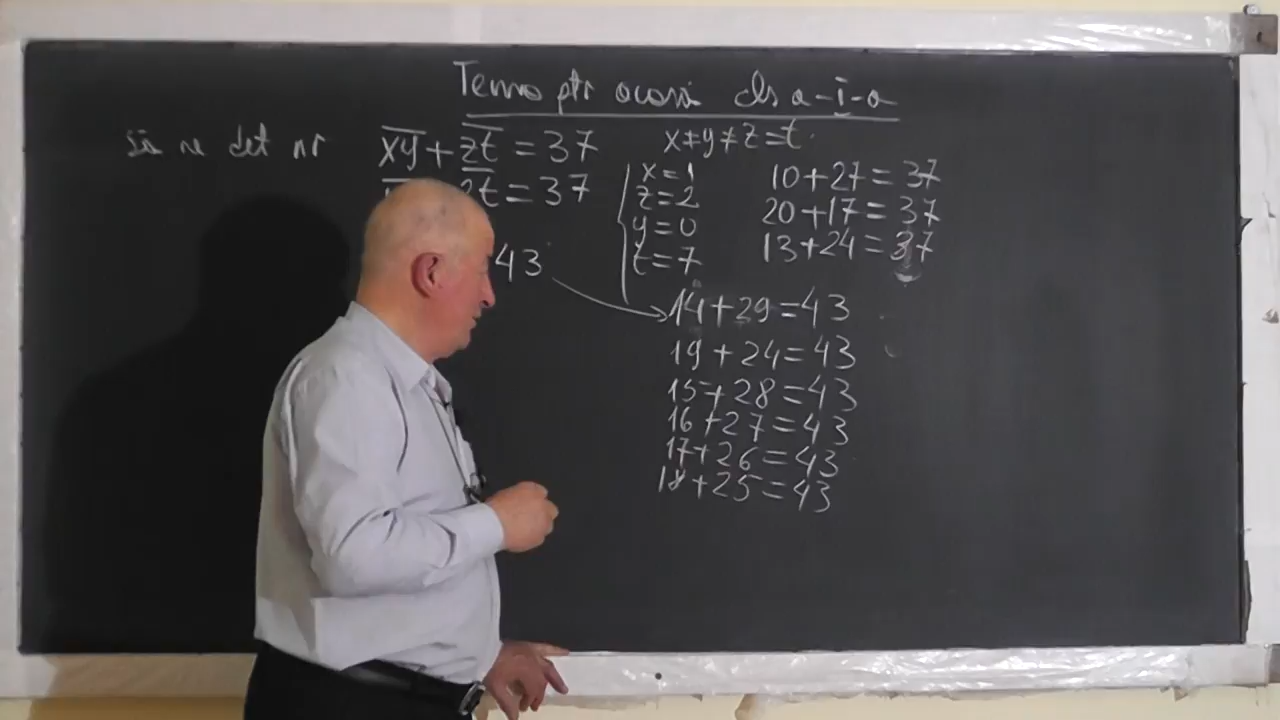 Tema ptr acasă cls a-I-a
să se det nr xy + zt = 37 x≠y≠z=t
zt = 37
43
x=1
z=2
y=0
t=7
10+27=37
20+17=37
13+24=37
14+29=43
19+24=43
15+28=43
16+27=43
17+26=43
18+25=43